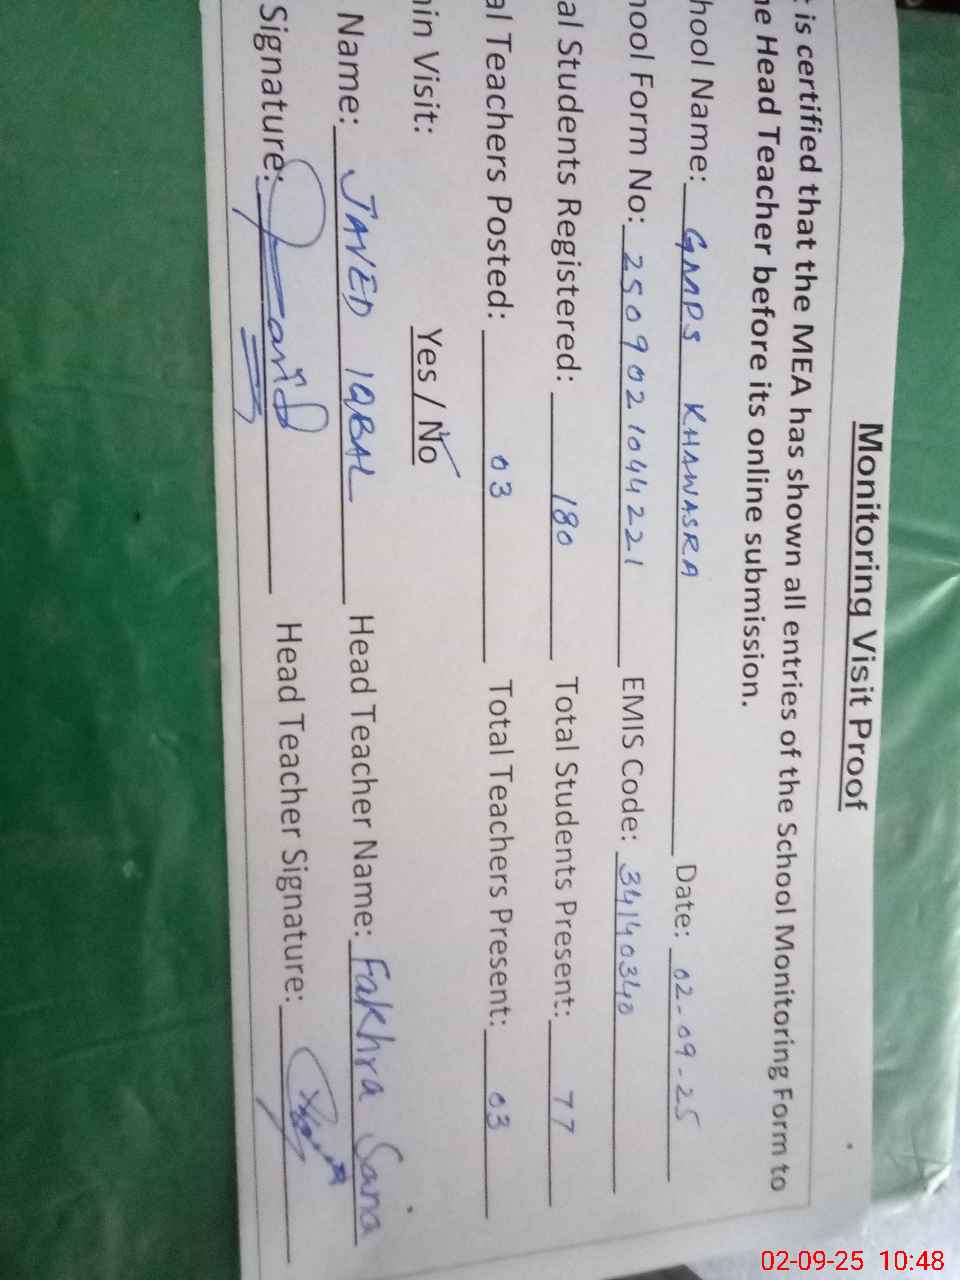 Monitoring Visit Proof
t is certified that the MEA has shown all entries of the School Monitoring Form to
he Head Teacher before its online submission.
hool Name: GMPS KHAWASRA Date: 02-09-25
hool Form No: 2509021044221 EMIS Code: 34140340
al Students Registered: 180 Total Students Present: 77
al Teachers Posted: 03 Total Teachers Present: 03
in Visit: Yes / No
Name: JAVED IQBAL Head Teacher Name: Fakhra Sana
Signature: Head Teacher Signature:
02-09-25 10:48